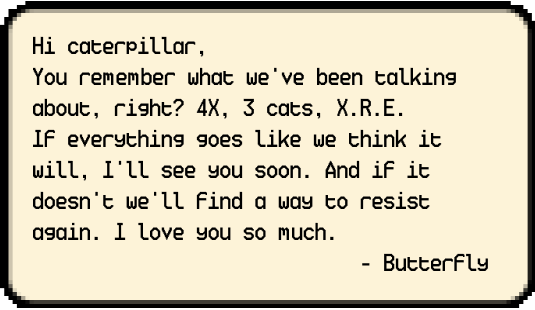 Hi caterpillar,
You remember what we've been talking
about, right? 4X, 3 cats, X.R.E.
If everything goes like we think it
will, I'll see you soon. And if it
doesn't we'll find a way to resist
again. I love you so much.
- Butterfly